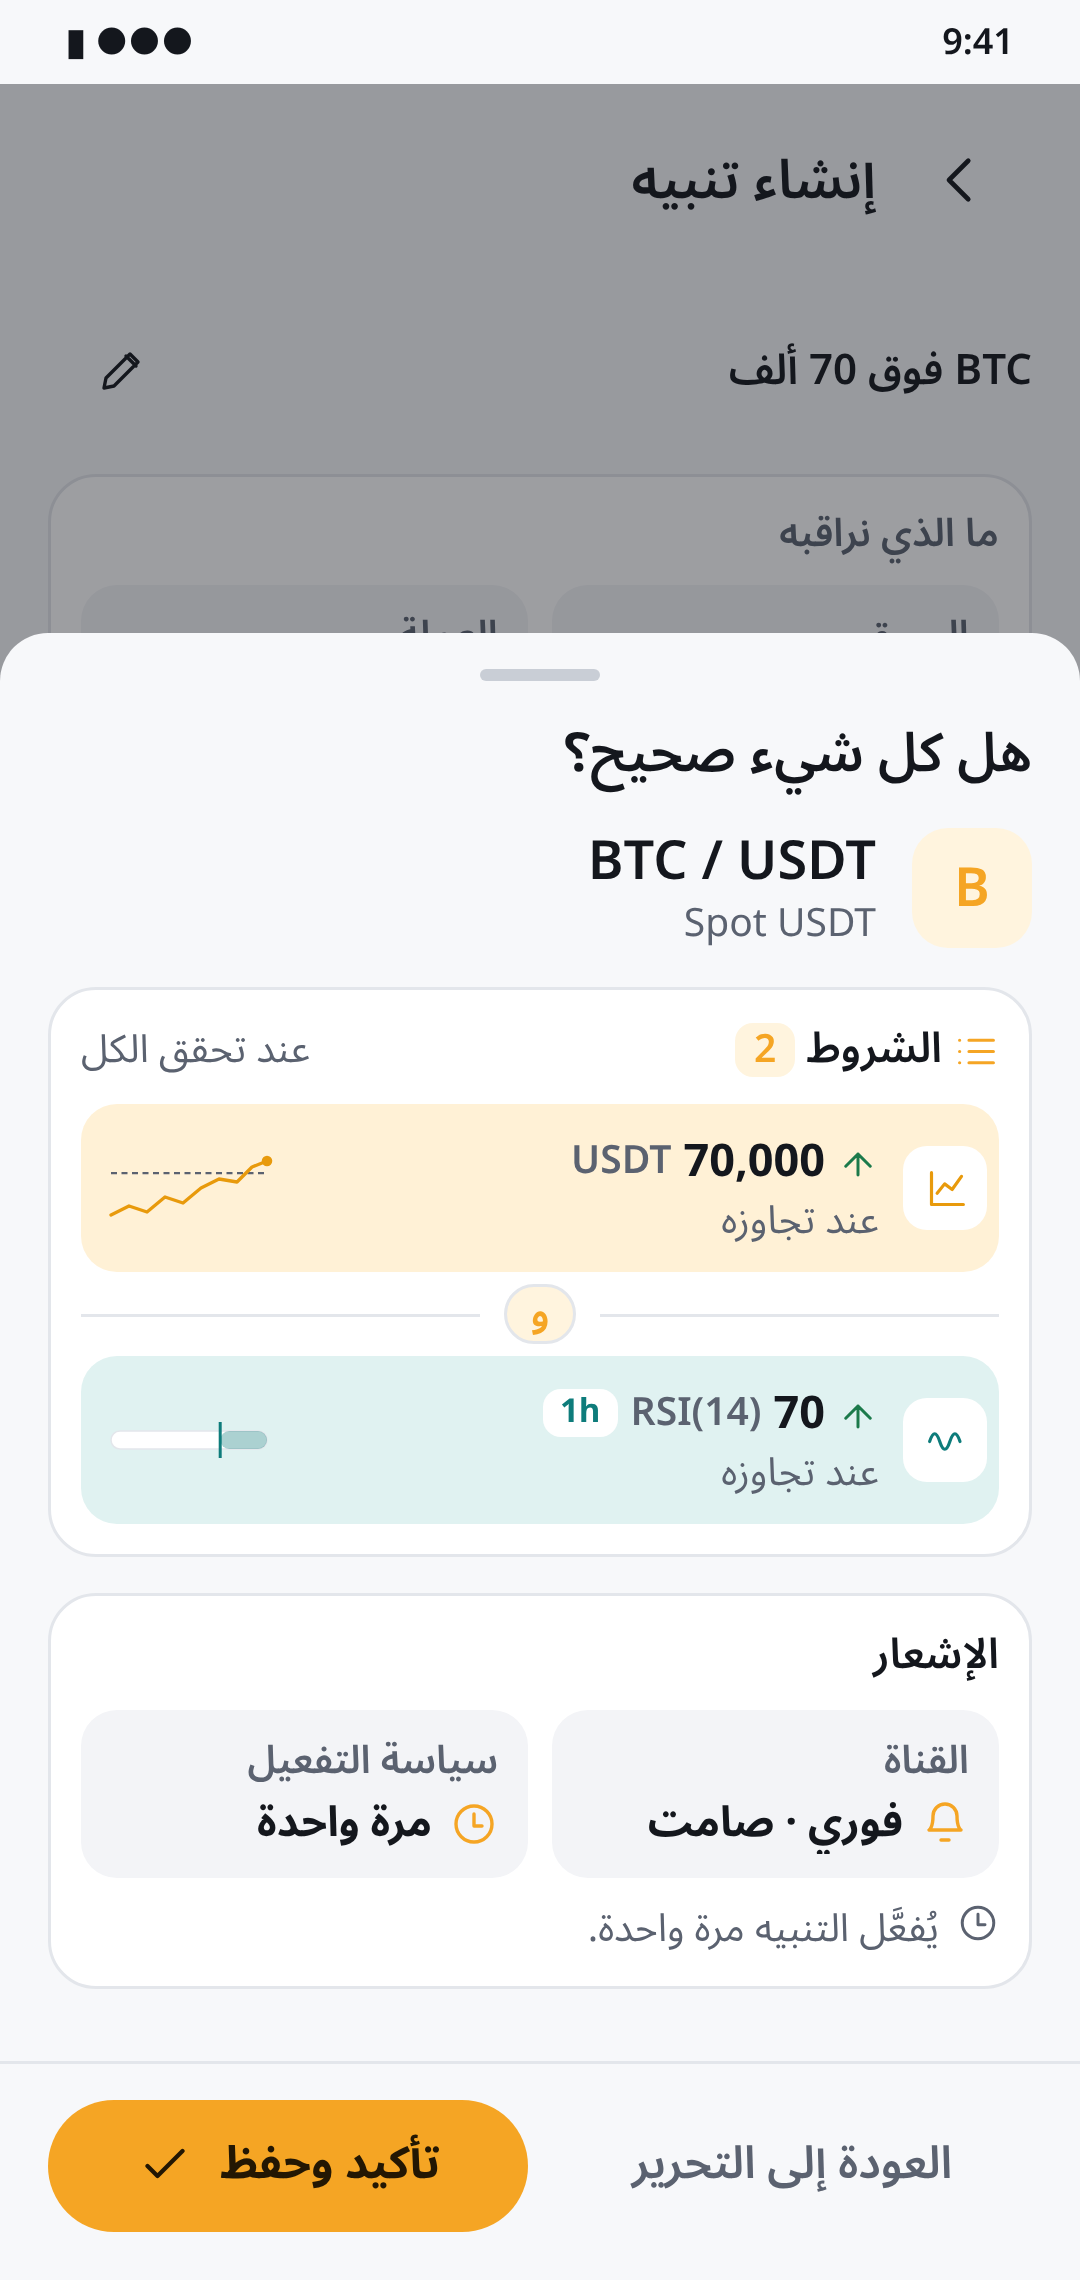 9:41
إنشاء تنبيه
BTC فوق 70 ألف
ما الذي نراقبه
هل كل شيء صحيح؟
B
BTC / USDT
Spot USDT
الشروط 2
عند تحقق الكل
70,000 USDT
عند تجاوزه
و
70 RSI(14) 1h
عند تجاوزه
الإشعار
القناة
فوري · صامت
سياسة التفعيل
مرة واحدة
يُفعَّل التنبيه مرة واحدة.
العودة إلى التحرير
تأكيد وحفظ